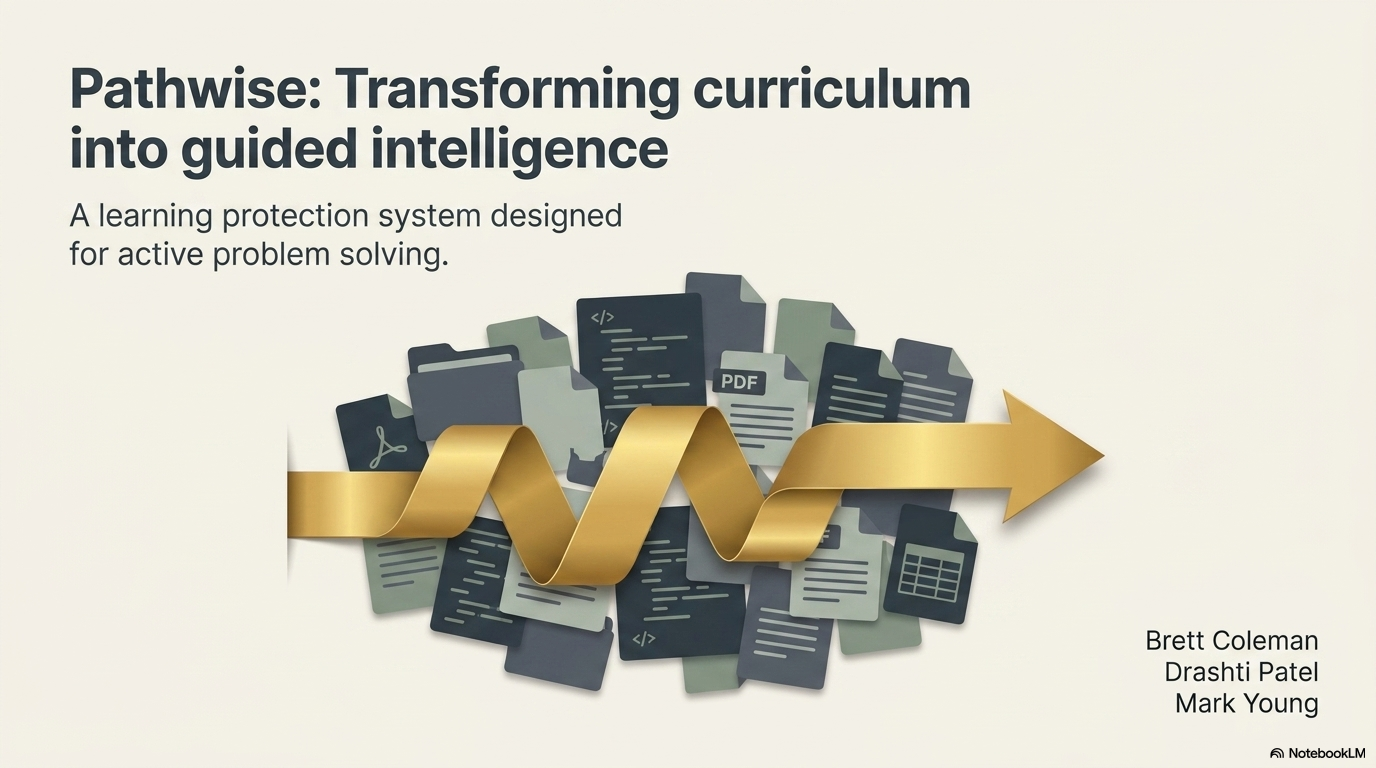 Pathwise: Transforming curriculum
into guided intelligence
A learning protection system designed
for active problem solving.
</>
PDF
/>
F
</>
Brett Coleman
Drashti Patel
Mark Young
NotebookLM